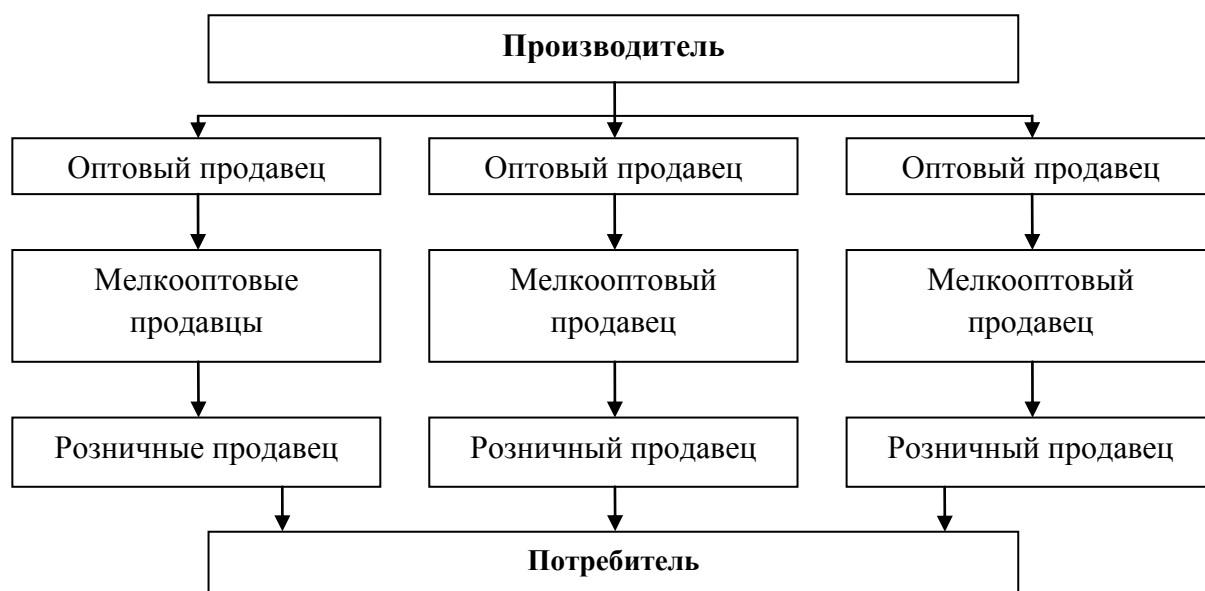 Производитель
Оптовый продавец
Оптовый продавец
Оптовый продавец
Мелкооптовые
продавцы
Мелкооптовый
продавец
Мелкооптовый
продавец
Розничные продавец
Розничный продавец
Розничный продавец
Потребитель